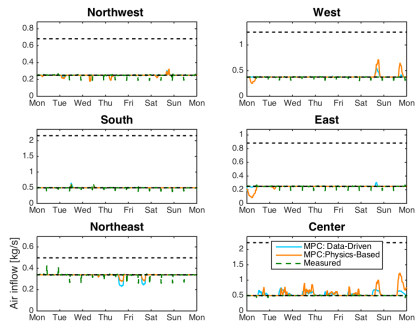 Northwest
0.8
0.6
0.4
0.2
0
Mon Tue Wed Thu Fri Sat Sun Mon
West
1
0.5
0
Mon Tue Wed Thu Fri Sat Sun Mon
South
2
1.5
1
0.5
0
Mon Tue Wed Thu Fri Sat Sun Mon
East
1
0.8
0.6
0.4
0.2
0
Mon Tue Wed Thu Fri Sat Sun Mon
Northeast
Air Inflow [kg/s]
0.6
0.4
0.2
0
Mon Tue Wed Thu Fri Sat Sun Mon
Center
2
1.5
1
0.5
0
Mon Tue Wed Thu Fri Sat Sun Mon
MPC: Data-Driven
MPC:Physics-Based
Measured